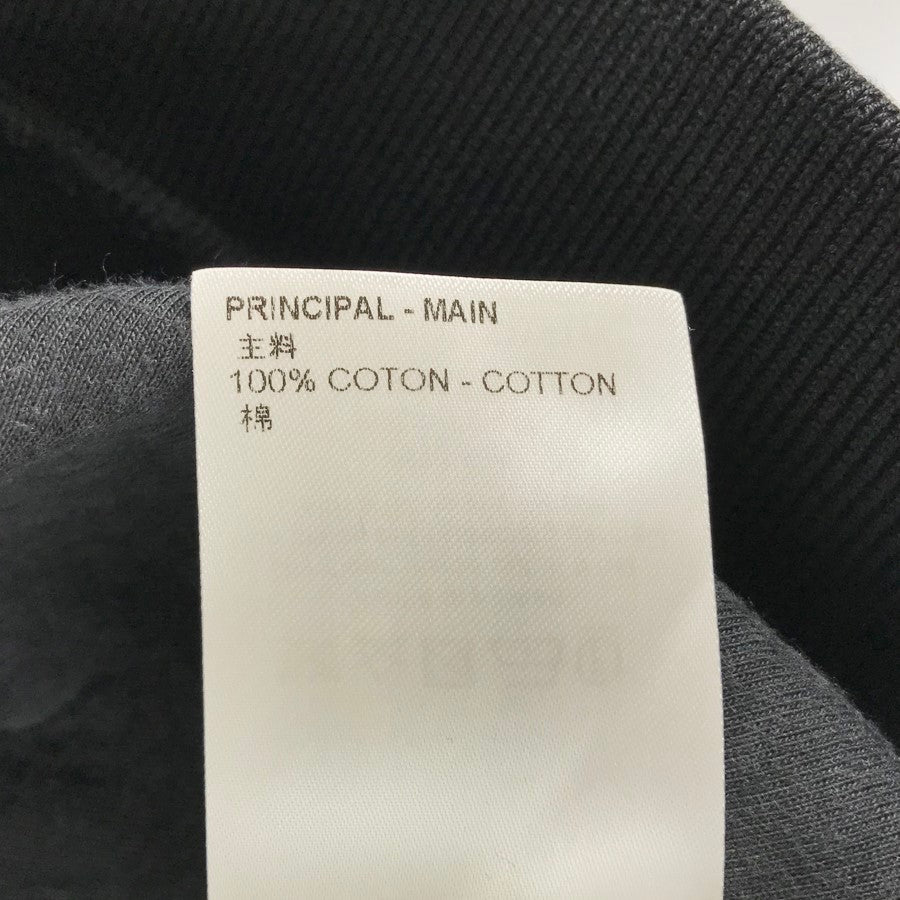 PRINCIPAL - MAIN
主料
100% COTON - COTTON
棉